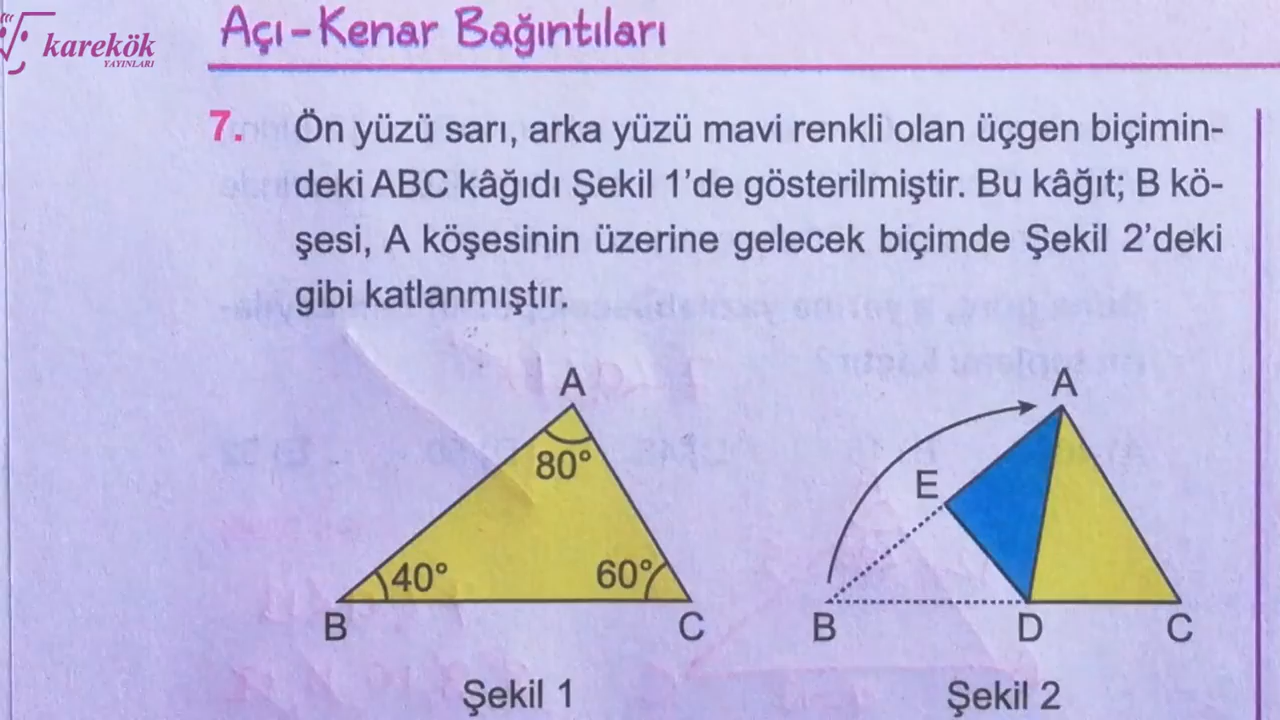 karekök
YAYINLARI
Açı-Kenar Bağıntıları
7. Ön yüzü sarı, arka yüzü mavi renkli olan üçgen biçimin-
deki ABC kâğıdı Şekil 1’de gösterilmiştir. Bu kâğıt; B kö-
şesi, A köşesinin üzerine gelecek biçimde Şekil 2’deki
gibi katlanmıştır.
A
80°
40°
60°
B
C
Şekil 1
A
E
B
D
C
Şekil 2